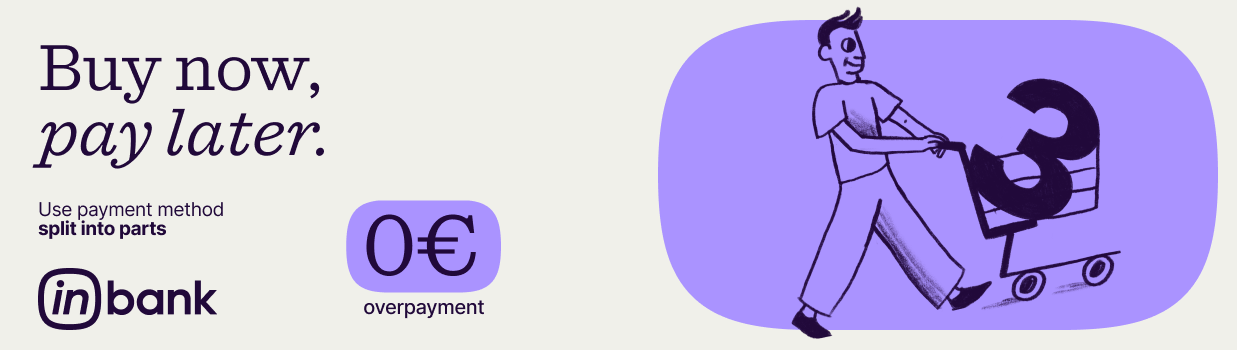 Buy now,
pay later.
Use payment method
split into parts
inbank
0€
overpayment
3